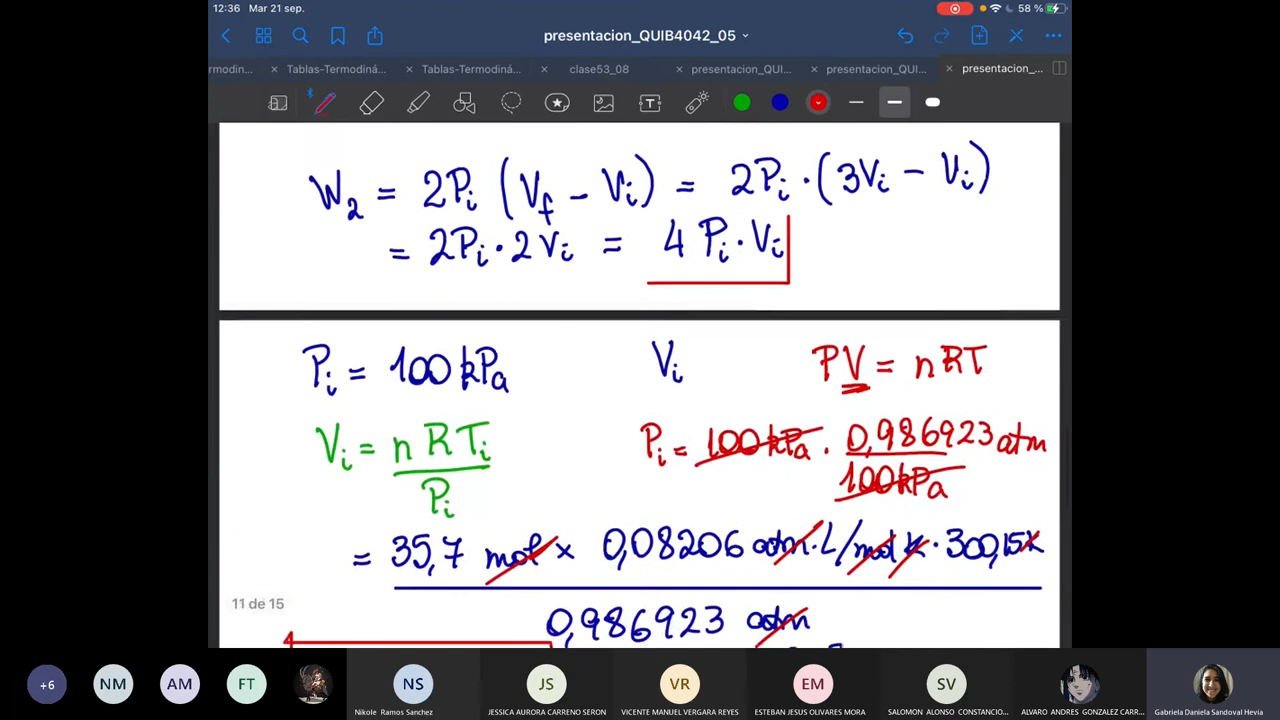 12:36 Mar 21 sep. 58 %
presentacion_QUIB4042_05
ermodin... Tablas-Termodiná... Tablas-Termodiná... clase53_08 presentacion_QUI... presentacion_QUI... presentacion_...
W₂ = 2Pᵢ (V_f − Vᵢ) = 2Pᵢ · (3Vᵢ − Vᵢ)
= 2Pᵢ · 2Vᵢ = 4 Pᵢ · Vᵢ
Pᵢ = 100 kPa Vᵢ PV = nRT
Vᵢ = nRTᵢ / Pᵢ Pᵢ = 100 kPa · 0,986923 atm / 100 kPa
= 35,7 mol × 0,08206 atm·L/mol K · 300,15 K
11 de 15
0,986923 atm
+6 NM AM FT NS JS VR EM SV
Nikole Ramos Sanchez JESSICA AURORA CARRENO SERON VICENTE MANUEL VERGARA REYES ESTEBAN JESUS OLIVARES MORA SALOMON ALONSO CONSTANCIO... ALVARO ANDRES GONZALEZ CARR... Gabriela Daniela Sandoval Hevia